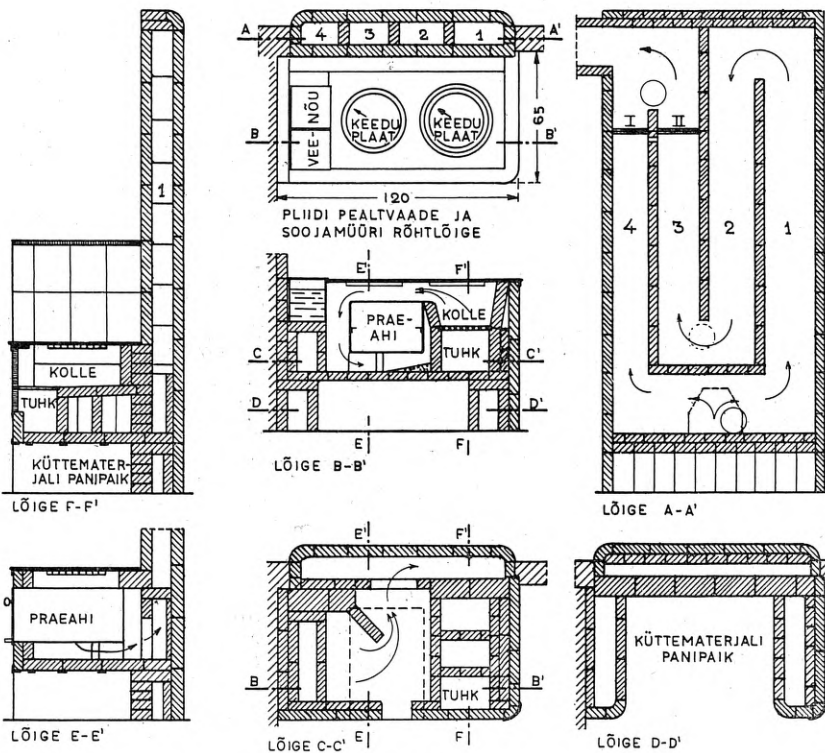 1
KOLLE
TUHK
KÜTTEMATER-
JALI PANIPAIK
LÕIGE F-F'
A 4 3 2 1 A'
VEE- NÕU
KEEDU
PLAAT
KEEDU
PLAAT
B B'
65
120
PLIIDI PEALTVAADE JA
SOOJAMÜÜRI RÕHTLÕIGE
E' F'
KOLLE
PRAE-
AHI
TUHK
C C'
D D'
E F
LÕIGE B-B'
I II
4 3 2 1
LÕIGE A-A'
PRAEAHI
LÕIGE E-E'
E' F'
B B'
TUHK
E F
LÕIGE C-C'
KÜTTEMATERJALI
PANIPAIK
LÕIGE D-D'